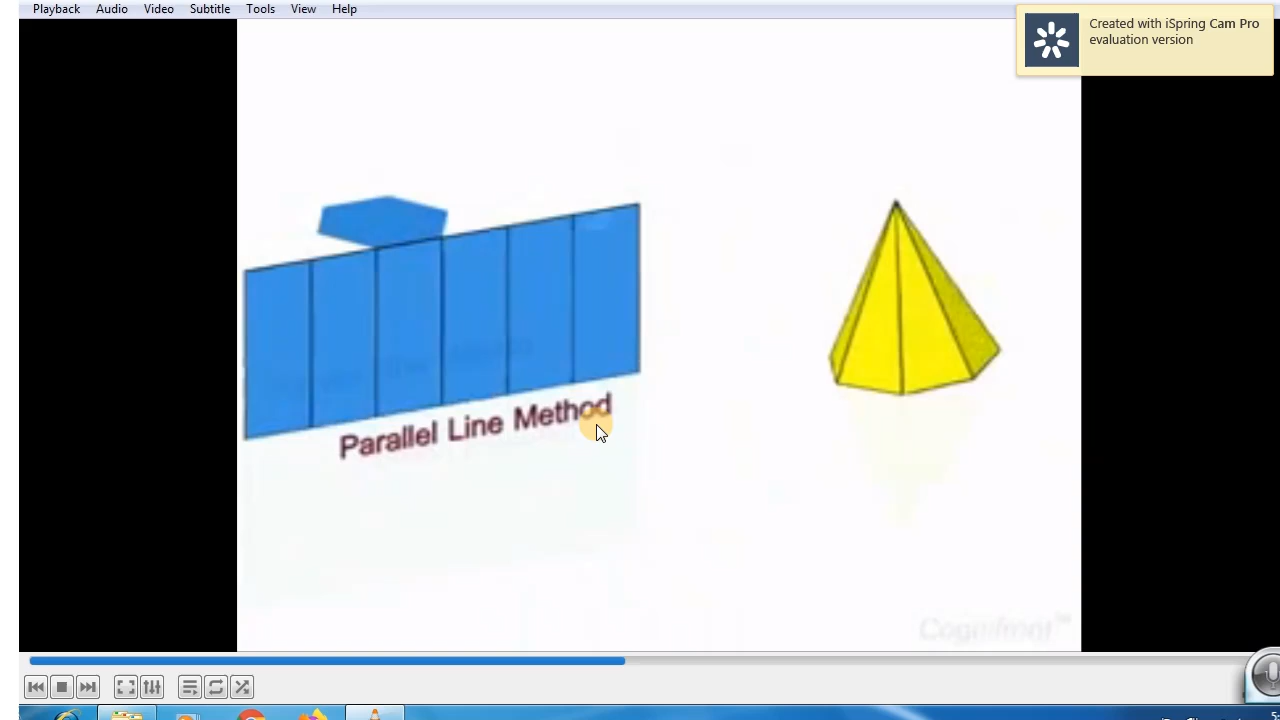 Playback Audio Video Subtitle Tools View Help
Created with iSpring Cam Pro
evaluation version
Parallel Line Method